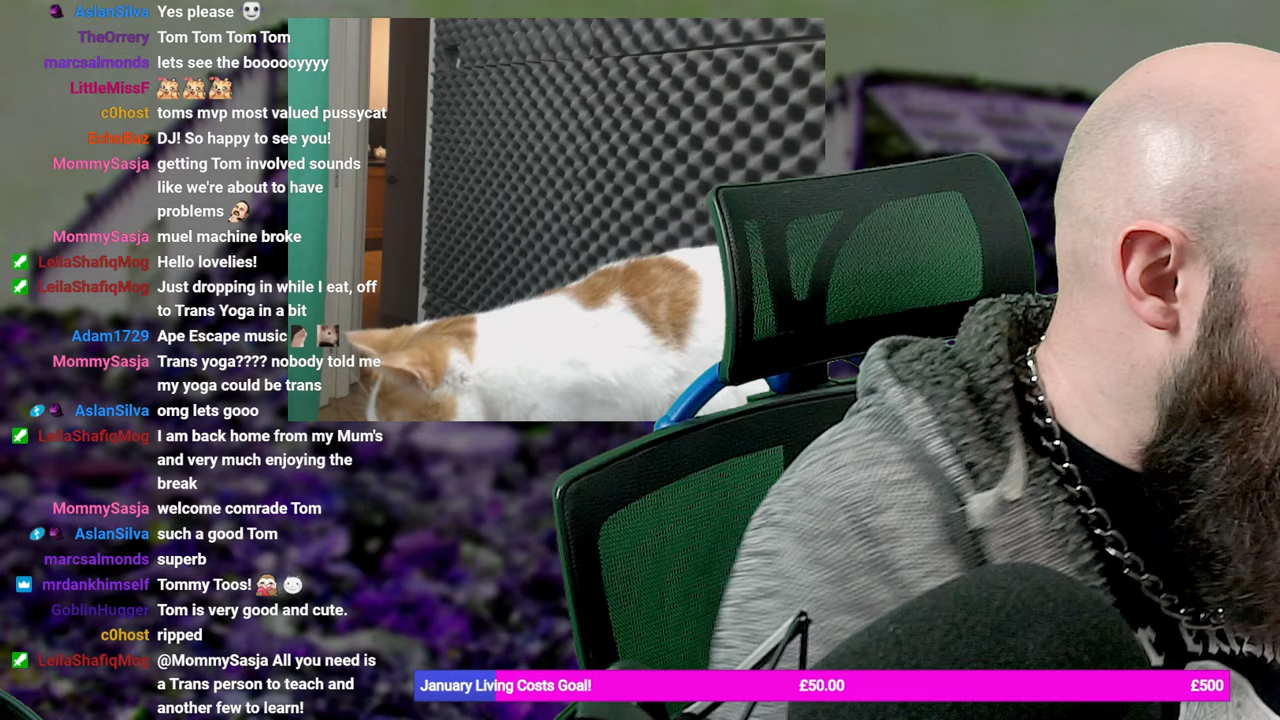 AslanSilva Yes please
TheOrrery Tom Tom Tom Tom
marcsalmonds lets see the boooooyyyy
LittleMissF
c0host toms mvp most valued pussycat
EchoBaz DJ! So happy to see you!
MommySasja getting Tom involved sounds
like we're about to have
problems
MommySasja muel machine broke
LeilaShafiqMog Hello lovelies!
LeilaShafiqMog Just dropping in while I eat, off
to Trans Yoga in a bit
Adam1729 Ape Escape music
MommySasja Trans yoga???? nobody told me
my yoga could be trans
AslanSilva omg lets gooo
LeilaShafiqMog I am back home from my Mum's
and very much enjoying the
break
MommySasja welcome comrade Tom
AslanSilva such a good Tom
marcsalmonds superb
mrdankhimself Tommy Toos!
GoblinHugger Tom is very good and cute.
c0host ripped
LeilaShafiqMog @MommySasja All you need is
a Trans person to teach and
another few to learn!
January Living Costs Goal! £50.00 £500